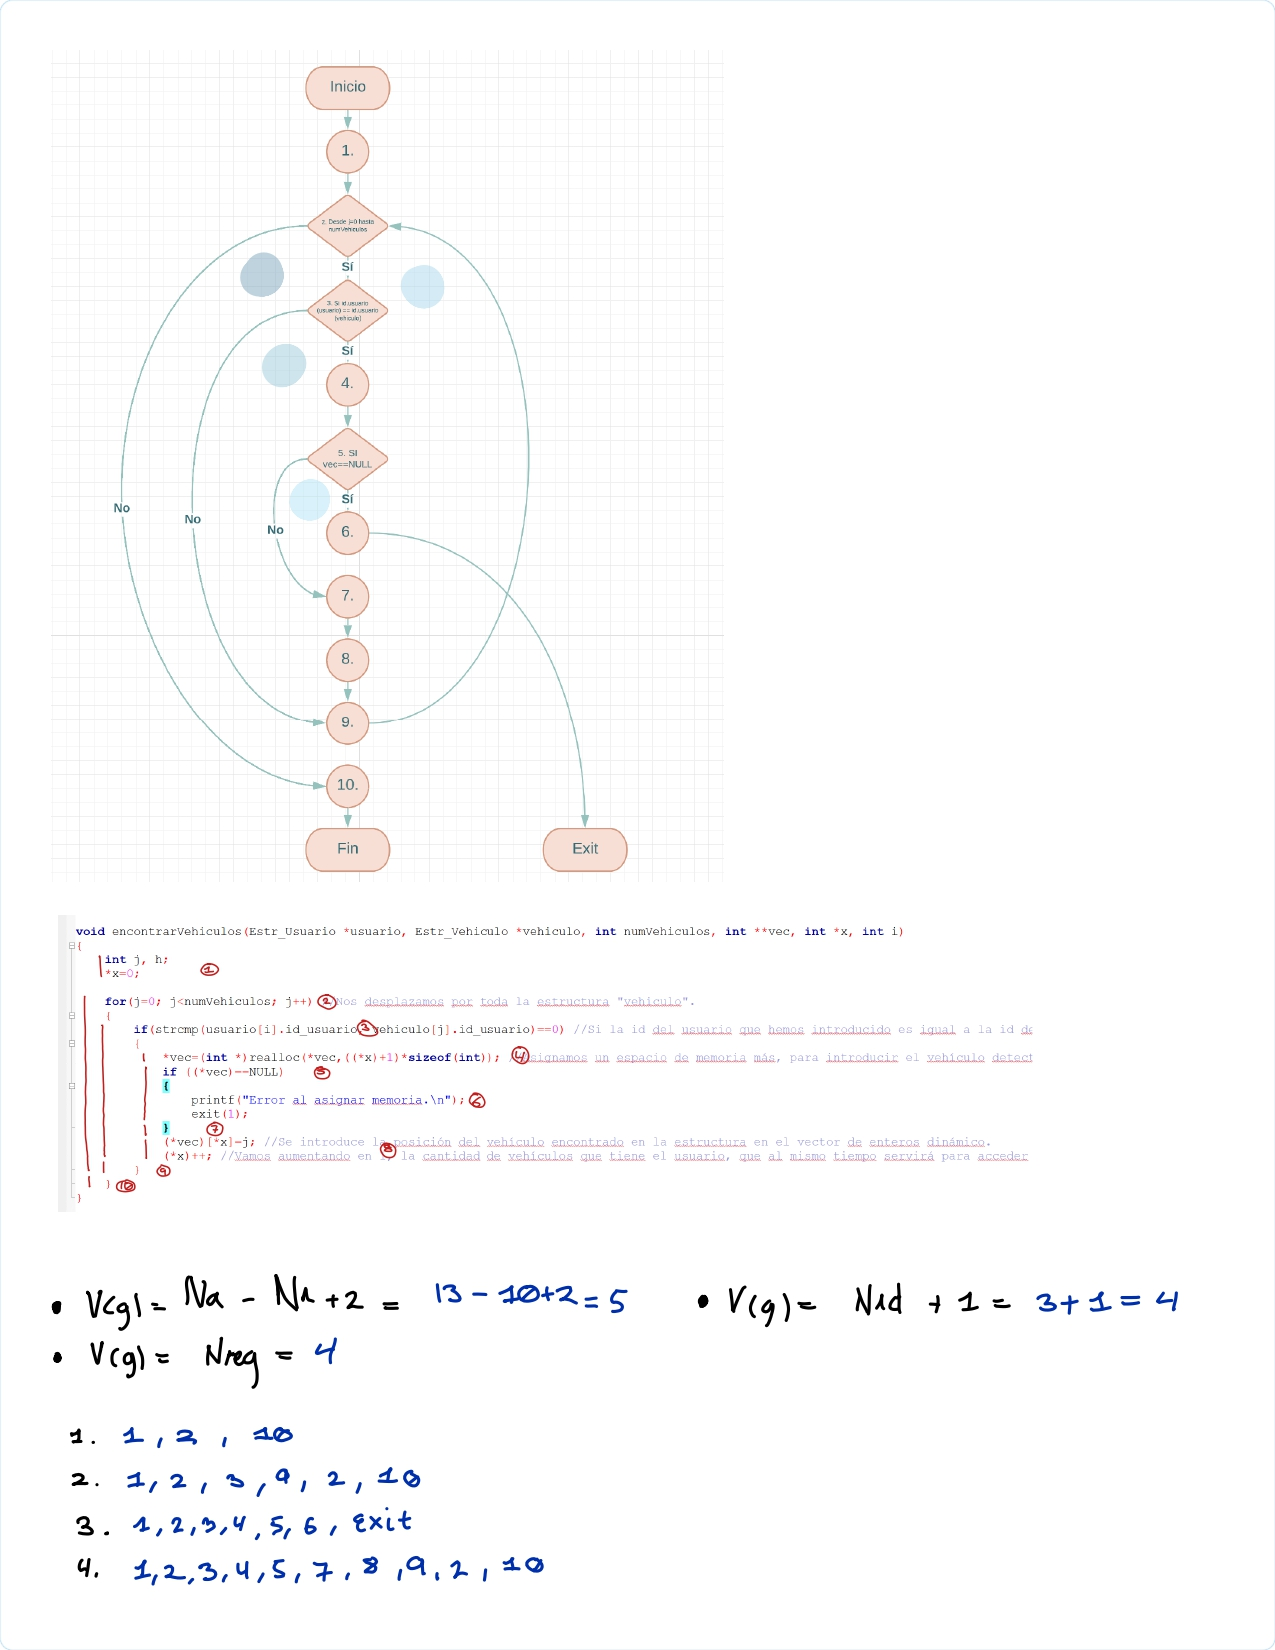 Inicio
1.
2. Desde j=0 hasta
numVehiculos
Sí
3. Si id.usuario
(usuario) == id.usuario
(vehiculo)
Sí
4.
5. SI
vec==NULL
Sí
No
No
No
6.
7.
8.
9.
10.
Fin
Exit
void encontrarVehiculos(Estr_Usuario *usuario, Estr_Vehiculo *vehiculo, int numVehiculos, int **vec, int *x, int i)
{
int j, h;
*x=0; 1
for(j=0; j<numVehiculos; j++) 2 Nos desplazamos por toda la estructura "vehiculo".
{
if(strcmp(usuario[i].id_usuario 3 vehiculo[j].id_usuario)==0) //Si la id del usuario que hemos introducido es igual a la id de
{
*vec=(int *)realloc(*vec,((*x)+1)*sizeof(int)); 4 signamos un espacio de memoria más, para introducir el vehículo detect
if ((*vec)==NULL) 5
{
printf("Error al asignar memoria.\n"); 6
exit(1);
} 7
(*vec)[*x]=j; //Se introduce la posición del vehículo encontrado en la estructura en el vector de enteros dinámico.
(*x)++; //Vamos aumentando en 8 la cantidad de vehículos que tiene el usuario, que al mismo tiempo servirá para acceder
} 9
} 10
}
• V(g) = Na - Nn + 2 = 13 - 10 + 2 = 5 • V(g) = Nnd + 1 = 3 + 1 = 4
• V(g) = Nreg = 4
1. 1, 2, 10
2. 1, 2, 3, 9, 2, 10
3. 1, 2, 3, 4, 5, 6, Exit
4. 1, 2, 3, 4, 5, 7, 8, 9, 2, 10